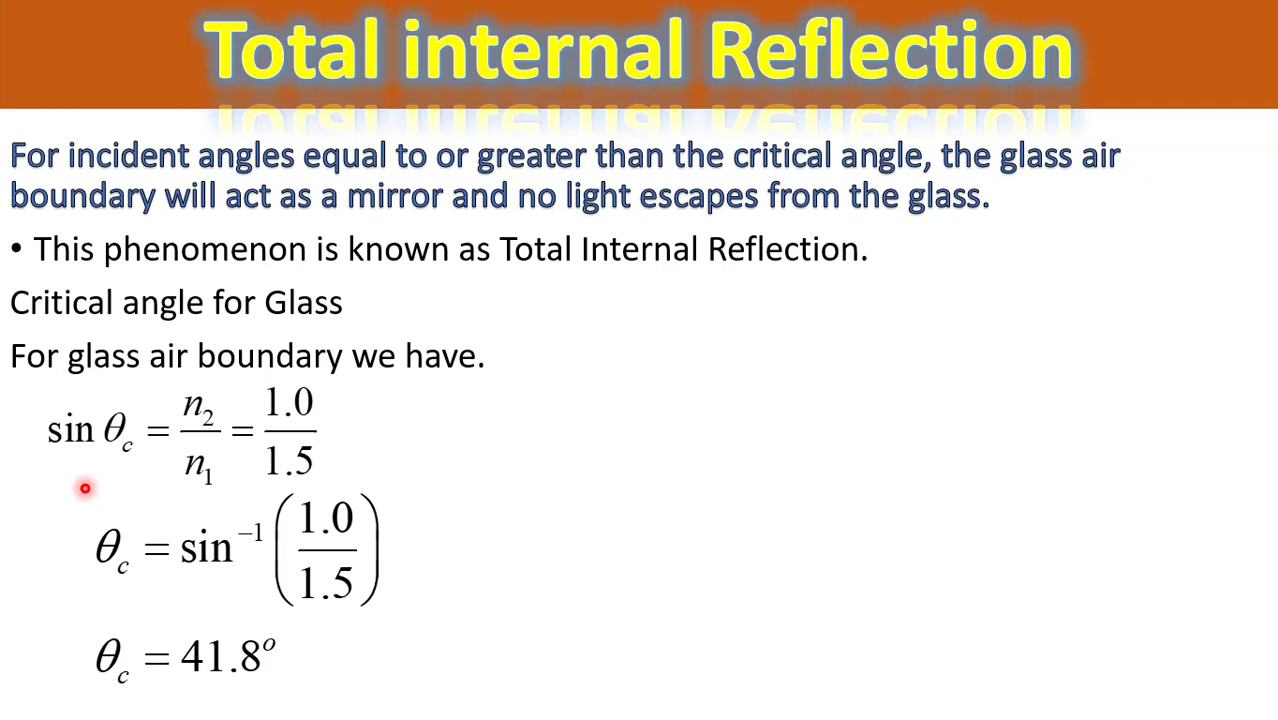 Total internal Reflection
For incident angles equal to or greater than the critical angle, the glass air
boundary will act as a mirror and no light escapes from the glass.
• This phenomenon is known as Total Internal Reflection.
Critical angle for Glass
For glass air boundary we have.
sin θ_c = n₂/n₁ = 1.0/1.5
θ_c = sin⁻¹ (1.0/1.5)
θ_c = 41.8°